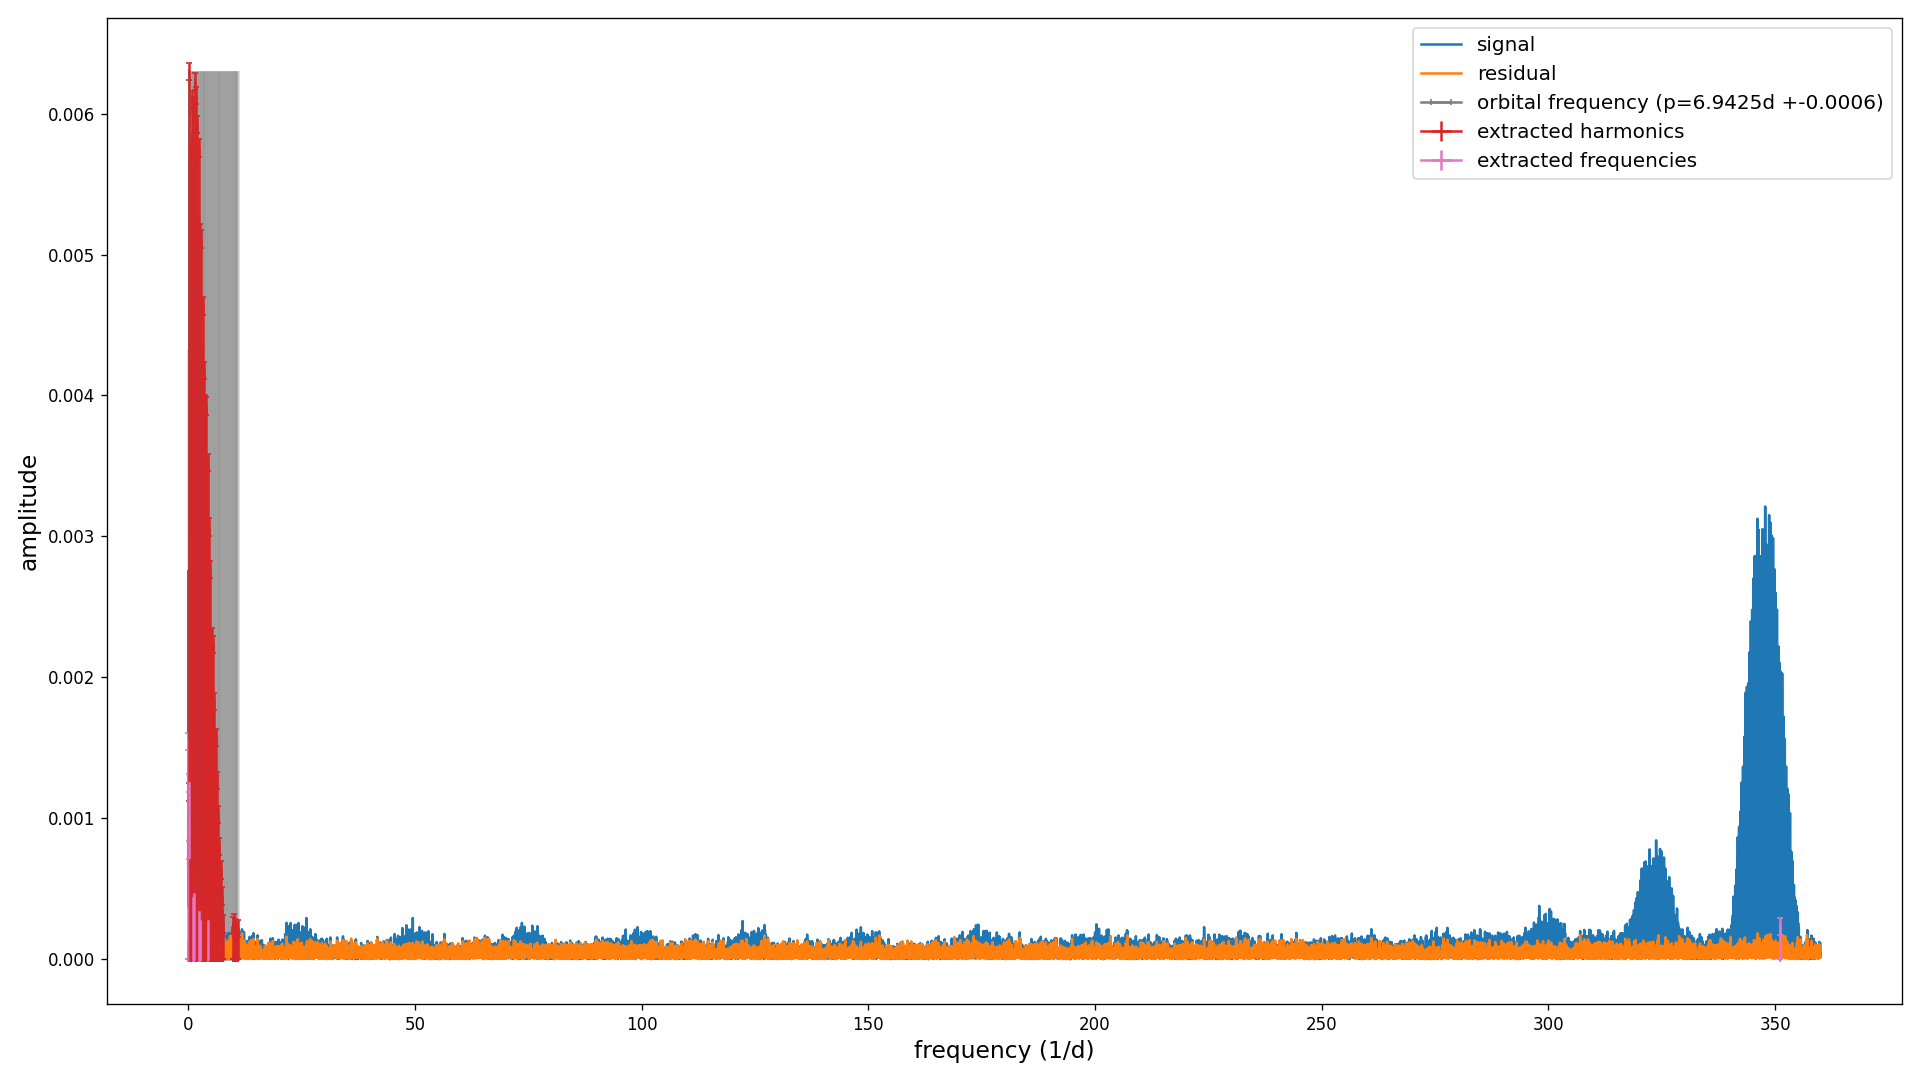 signal
residual
orbital frequency (p=6.9425d +-0.0006)
extracted harmonics
extracted frequencies
amplitude
0.006
0.005
0.004
0.003
0.002
0.001
0.000
0 50 100 150 200 250 300 350
frequency (1/d)